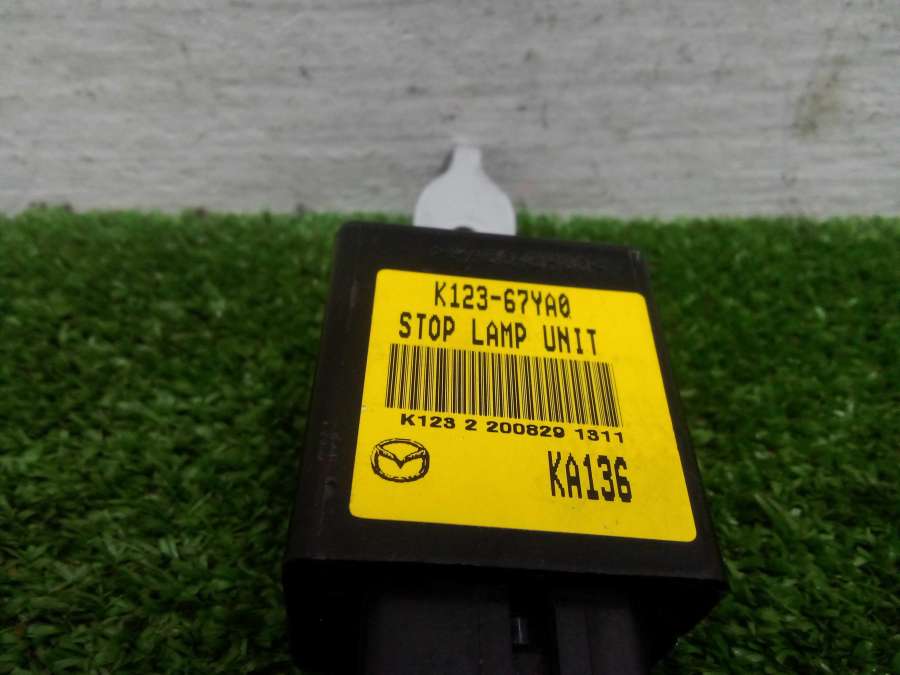 K123-67YA0
STOP LAMP UNIT
K123 2 200829 1311
KA136